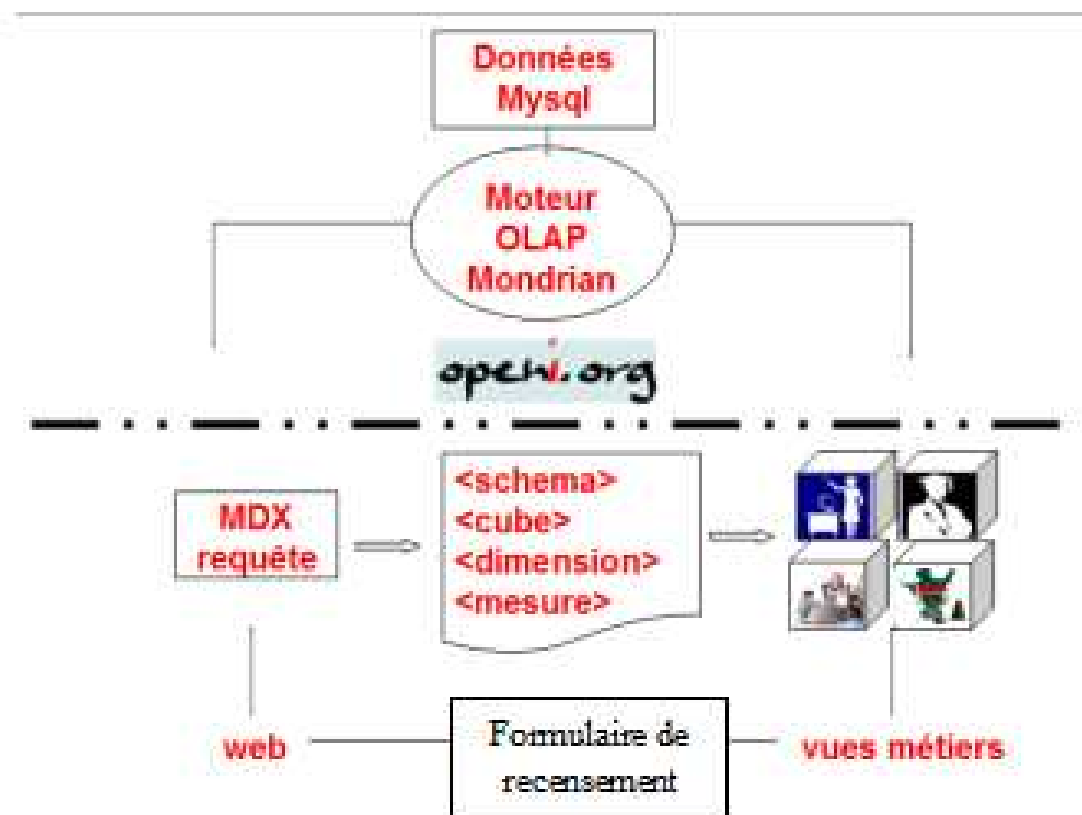 Données
Mysql
Moteur
OLAP
Mondrian
openi.org
MDX
requête
<schema>
<cube>
<dimension>
<mesure>
web
Formulaire de
recensement
vues métiers